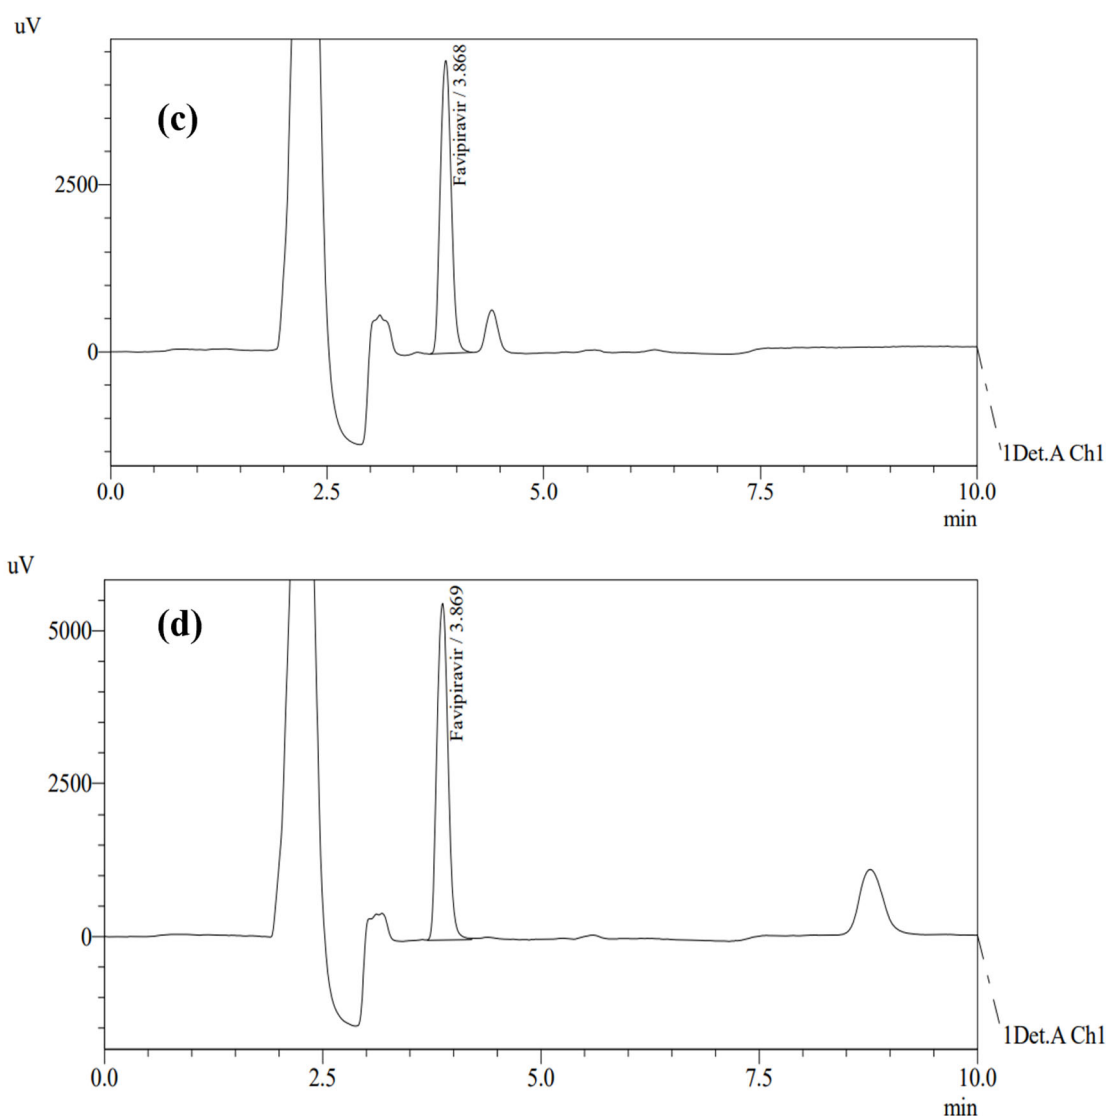 uV
(c)
Favipiravir / 3.868
2500
0
1Det.A Ch1
0.0 2.5 5.0 7.5 10.0
min
uV
(d)
Favipiravir / 3.869
5000
2500
0
1Det.A Ch1
0.0 2.5 5.0 7.5 10.0
min